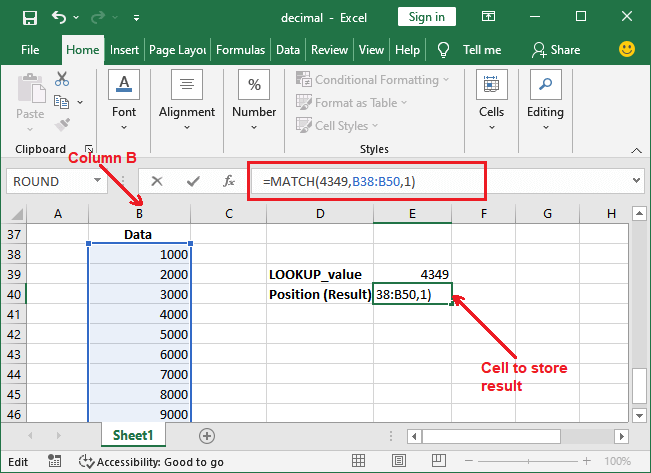 decimal - Excel
Sign in
File Home Insert Page Layou Formulas Data Review View Help Tell me Share
Paste
Clipboard
A
Font
Alignment
%
Number
Conditional Formatting
Format as Table
Cell Styles
Styles
Cells
Editing
Column B
ROUND fx =MATCH(4349,B38:B50,1)
A B C D E F G H
37 Data
38 1000
39 2000 LOOKUP_value 4349
40 3000 Position (Result) 38:B50,1)
41 4000
42 5000
43 6000
44 7000
45 8000
46 9000
Cell to store
result
Sheet1
Edit Accessibility: Good to go 100%